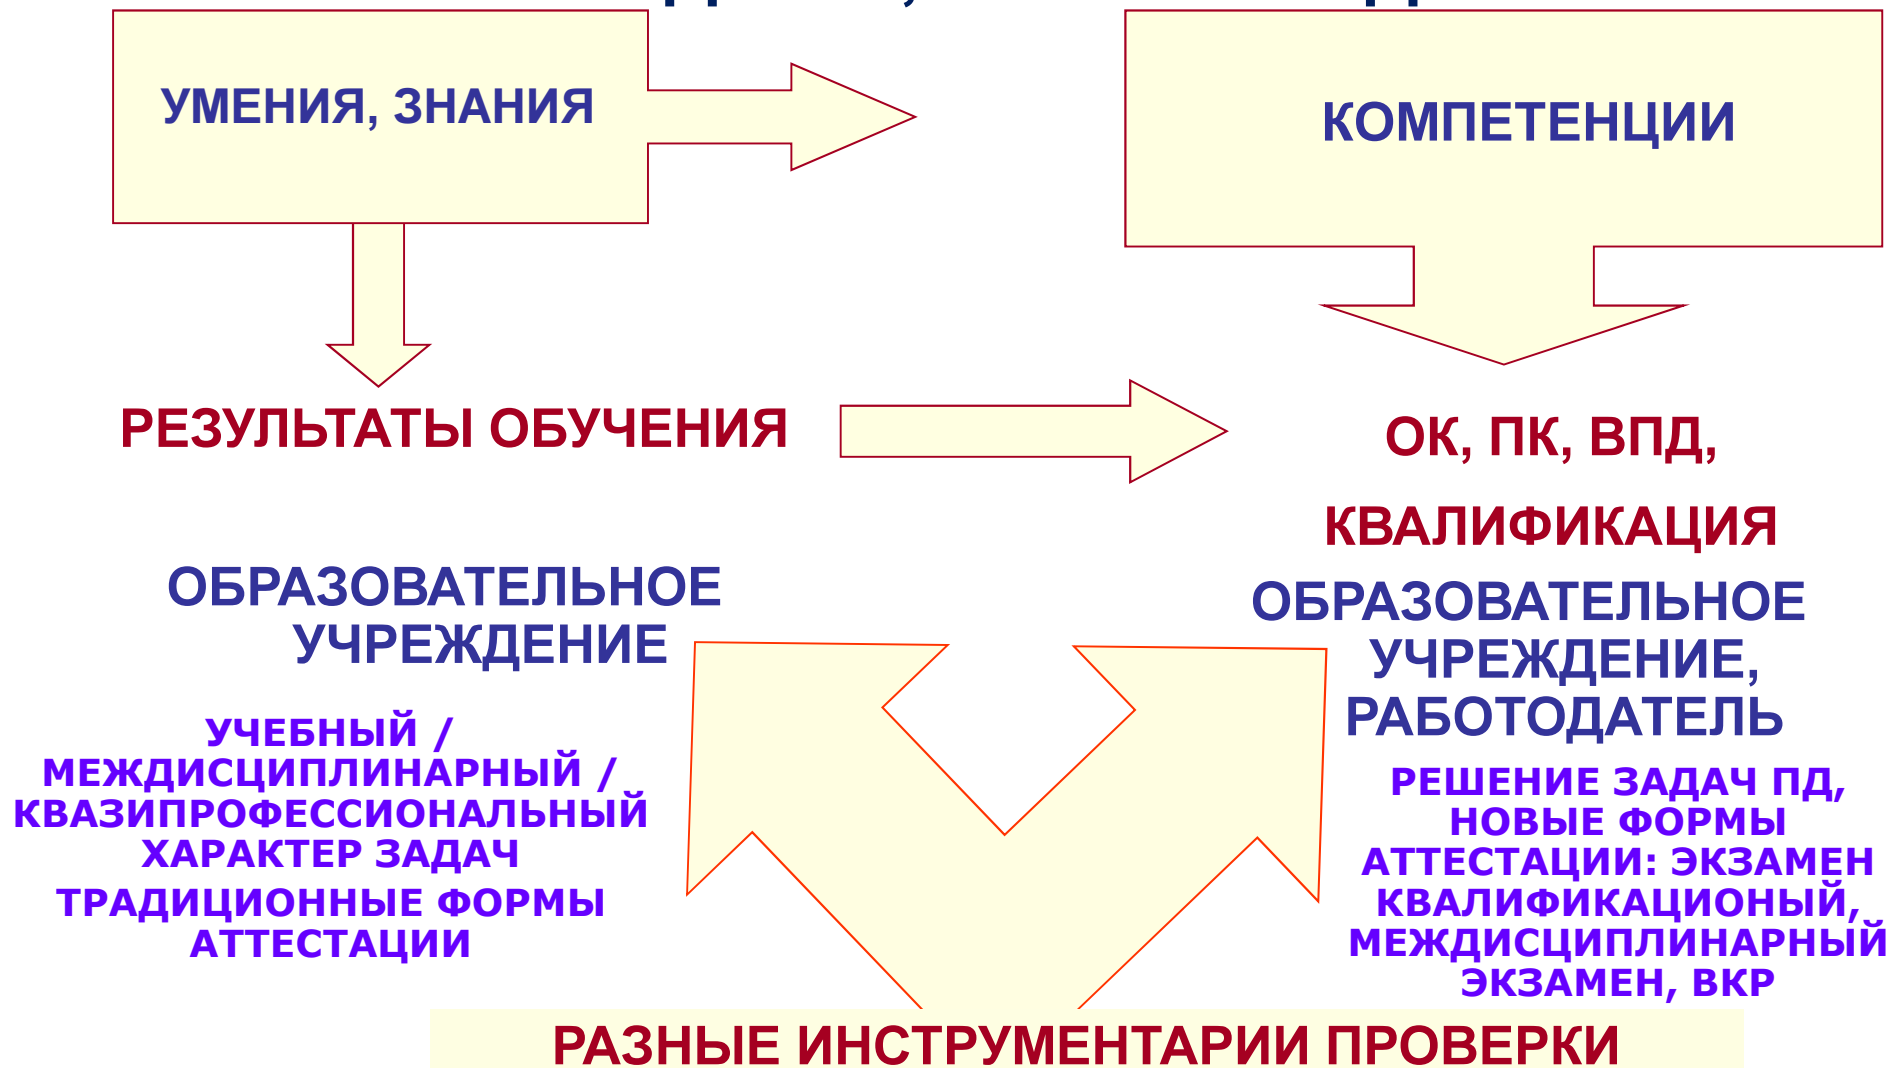 УМЕНИЯ, ЗНАНИЯ
КОМПЕТЕНЦИИ
РЕЗУЛЬТАТЫ ОБУЧЕНИЯ
ОК, ПК, ВПД,
КВАЛИФИКАЦИЯ
ОБРАЗОВАТЕЛЬНОЕ
УЧРЕЖДЕНИЕ
ОБРАЗОВАТЕЛЬНОЕ
УЧРЕЖДЕНИЕ,
РАБОТОДАТЕЛЬ
УЧЕБНЫЙ /
МЕЖДИСЦИПЛИНАРНЫЙ /
КВАЗИПРОФЕССИОНАЛЬНЫЙ
ХАРАКТЕР ЗАДАЧ
ТРАДИЦИОННЫЕ ФОРМЫ
АТТЕСТАЦИИ
РЕШЕНИЕ ЗАДАЧ ПД,
НОВЫЕ ФОРМЫ
АТТЕСТАЦИИ: ЭКЗАМЕН
КВАЛИФИКАЦИОНЫЙ,
МЕЖДИСЦИПЛИНАРНЫЙ
ЭКЗАМЕН, ВКР
РАЗНЫЕ ИНСТРУМЕНТАРИИ ПРОВЕРКИ